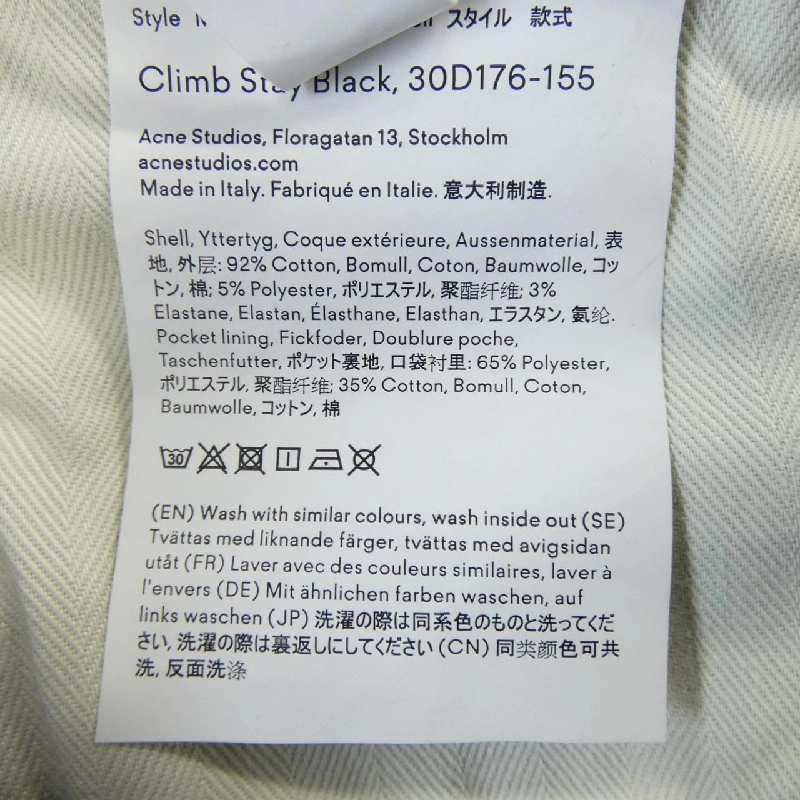 Style スタイル 款式
Climb Stay Black, 30D176-155
Acne Studios, Floragatan 13, Stockholm
acnestudios.com
Made in Italy. Fabriqué en Italie. 意大利制造.
Shell, Yttertyg, Coque extérieure, Aussenmaterial, 表
地, 外层: 92% Cotton, Bomull, Coton, Baumwolle, コッ
トン, 棉; 5% Polyester, ポリエステル, 聚酯纤维; 3%
Elastane, Elastan, Élasthane, Elasthan, エラスタン, 氨纶.
Pocket lining, Fickfoder, Doublure poche,
Taschenfutter, ポケット裏地, 口袋衬里: 65% Polyester,
ポリエステル, 聚酯纤维; 35% Cotton, Bomull, Coton,
Baumwolle, コットン, 棉
30
(EN) Wash with similar colours, wash inside out (SE)
Tvättas med liknande färger, tvättas med avigsidan
utåt (FR) Laver avec des couleurs similaires, laver à
l'envers (DE) Mit ähnlichen farben waschen, auf
links waschen (JP) 洗濯の際は同系色のものと洗ってくだ
さい, 洗濯の際は裏返しにしてください (CN) 同类颜色可共
洗, 反面洗涤